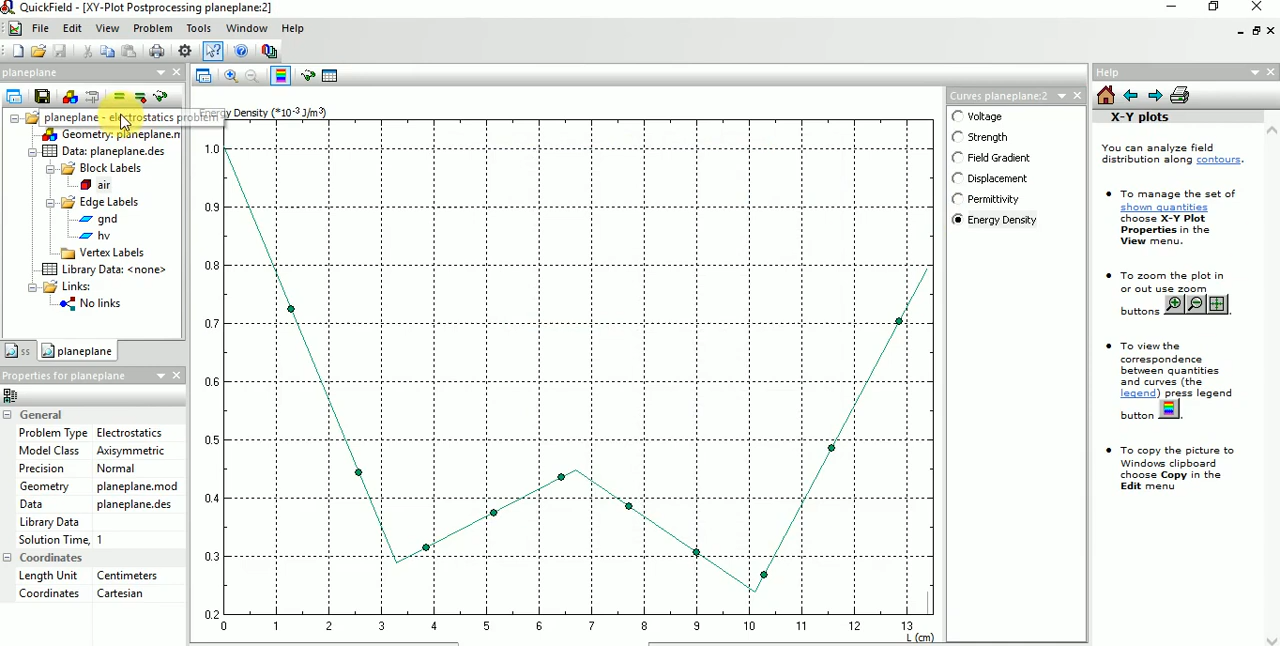 QuickField - [XY-Plot Postprocessing planeplane:2]
File Edit View Problem Tools Window Help
planeplane
planeplane - electrostatics problem
Geometry: planeplane.m
Data: planeplane.des
Block Labels
air
Edge Labels
gnd
hv
Vertex Labels
Library Data: <none>
Links:
No links
ss planeplane
Properties for planeplane
General
Problem Type Electrostatics
Model Class Axisymmetric
Precision Normal
Geometry planeplane.mod
Data planeplane.des
Library Data
Solution Time, 1
Coordinates
Length Unit Centimeters
Coordinates Cartesian
Energy Density (*10⁻³ J/m³)
1.0
0.9
0.8
0.7
0.6
0.5
0.4
0.3
0.2
0 1 2 3 4 5 6 7 8 9 10 11 12 13
L (cm)
Curves planeplane:2
Voltage
Strength
Field Gradient
Displacement
Permittivity
Energy Density
Help
X-Y plots
You can analyze field
distribution along contours.
• To manage the set of
shown quantities
choose X-Y Plot
Properties in the
View menu.
• To zoom the plot in
or out use zoom
buttons .
• To view the
correspondence
between quantities
and curves (the
legend) press legend
button .
• To copy the picture to
Windows clipboard
choose Copy in the
Edit menu